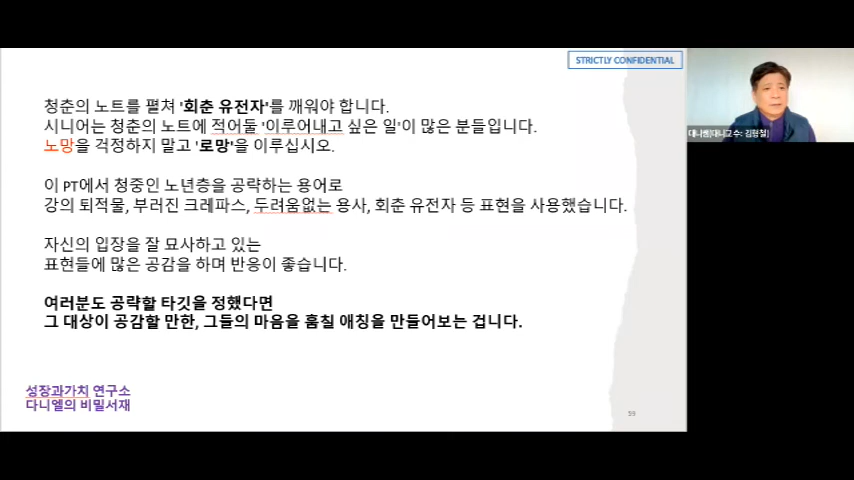 STRICTLY CONFIDENTIAL
청춘의 노트를 펼쳐 '회춘 유전자'를 깨워야 합니다.
시니어는 청춘의 노트에 적어둘 '이루어내고 싶은 일'이 많은 분들입니다.
노망을 걱정하지 말고 '로망'을 이루십시오.
이 PT에서 청중인 노년층을 공략하는 용어로
강의 퇴적물, 부러진 크레파스, 두려움없는 용사, 회춘 유전자 등 표현을 사용했습니다.
자신의 입장을 잘 묘사하고 있는
표현들에 많은 공감을 하며 반응이 좋습니다.
여러분도 공략할 타깃을 정했다면
그 대상이 공감할 만한, 그들의 마음을 훔칠 애칭을 만들어보는 겁니다.
성장과가치 연구소
다니엘의 비밀서재
59